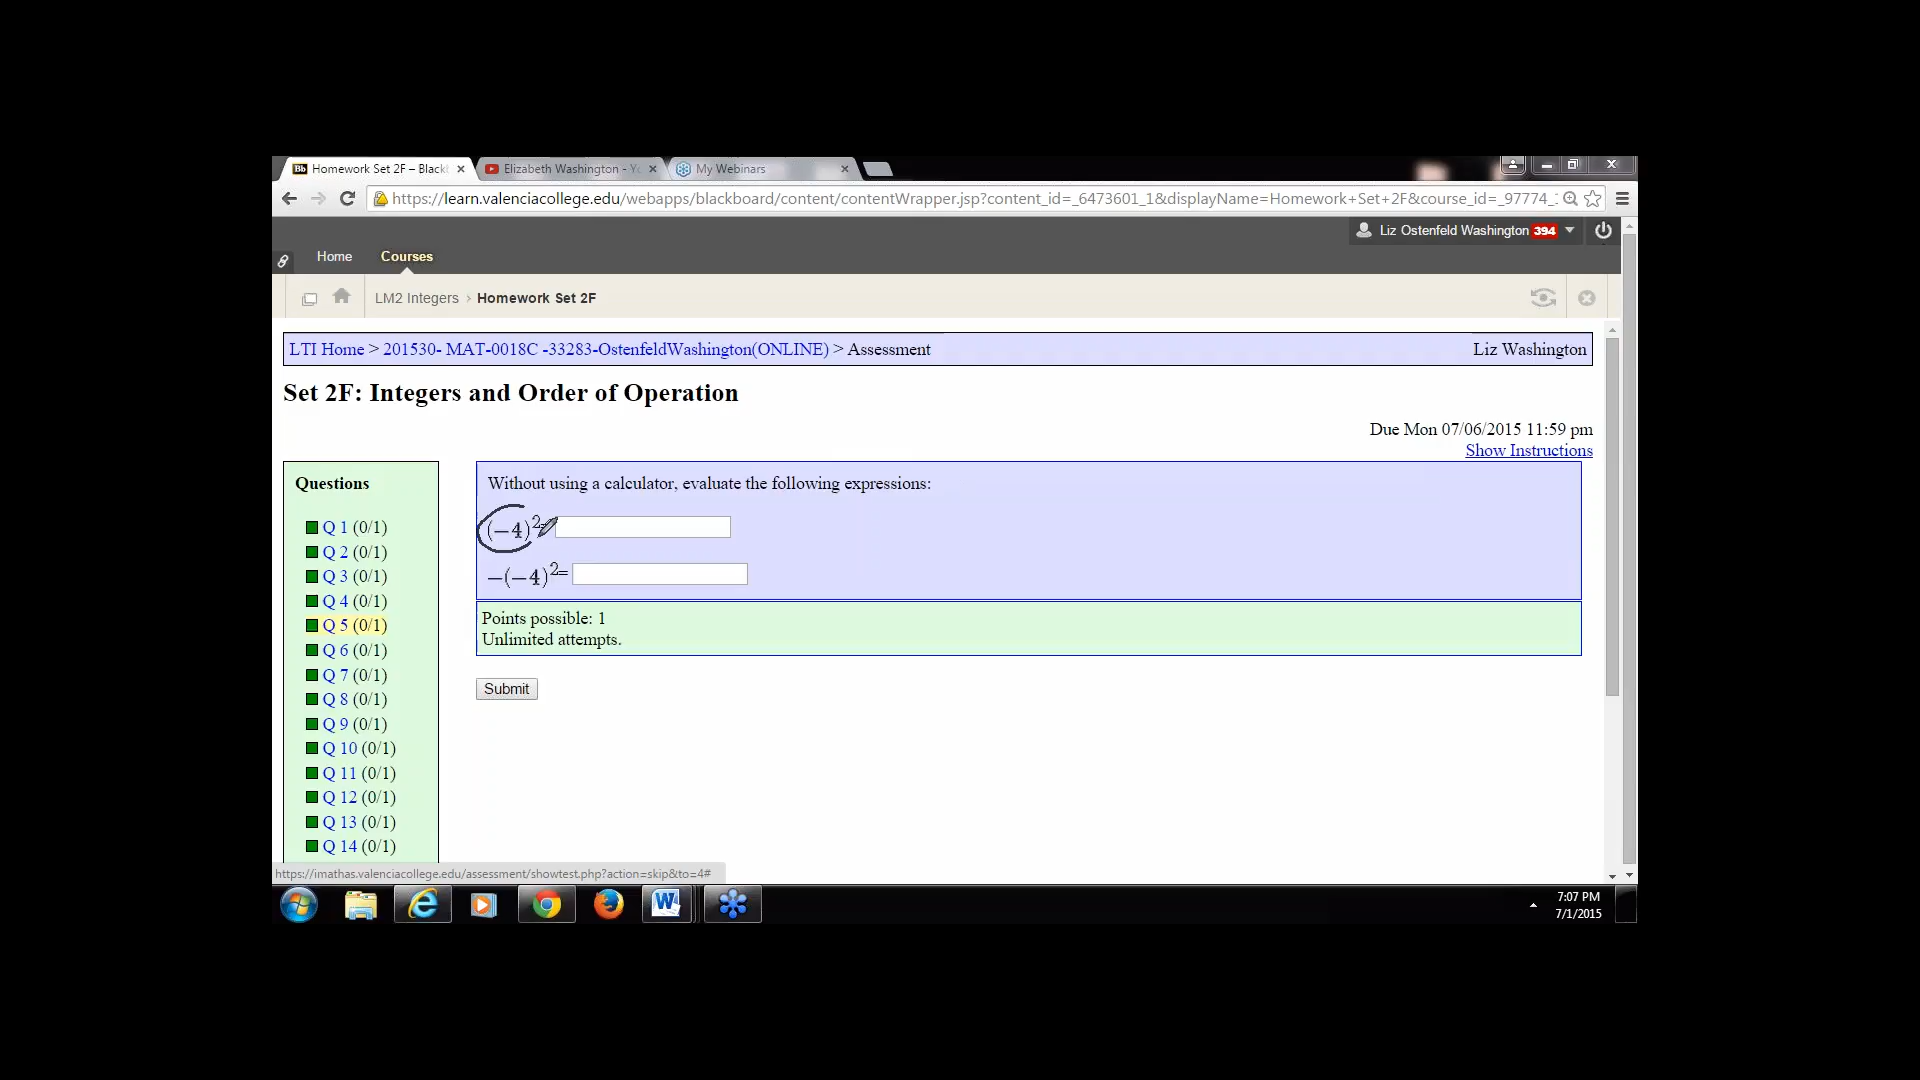 Homework Set 2F – Blackb
Elizabeth Washington - Yo
My Webinars
https://learn.valenciacollege.edu/webapps/blackboard/content/contentWrapper.jsp?content_id=_6473601_1&displayName=Homework+Set+2F&course_id=_97774_
Liz Ostenfeld Washington 394
Home Courses
LM2 Integers › Homework Set 2F
LTI Home > 201530- MAT-0018C -33283-OstenfeldWashington(ONLINE) > Assessment Liz Washington
Set 2F: Integers and Order of Operation
Due Mon 07/06/2015 11:59 pm
Show Instructions
Questions
Q 1 (0/1)
Q 2 (0/1)
Q 3 (0/1)
Q 4 (0/1)
Q 5 (0/1)
Q 6 (0/1)
Q 7 (0/1)
Q 8 (0/1)
Q 9 (0/1)
Q 10 (0/1)
Q 11 (0/1)
Q 12 (0/1)
Q 13 (0/1)
Q 14 (0/1)
Without using a calculator, evaluate the following expressions:
(−4)²=
−(−4)²=
Points possible: 1
Unlimited attempts.
Submit
https://imathas.valenciacollege.edu/assessment/showtest.php?action=skip&to=4#
7:07 PM
7/1/2015